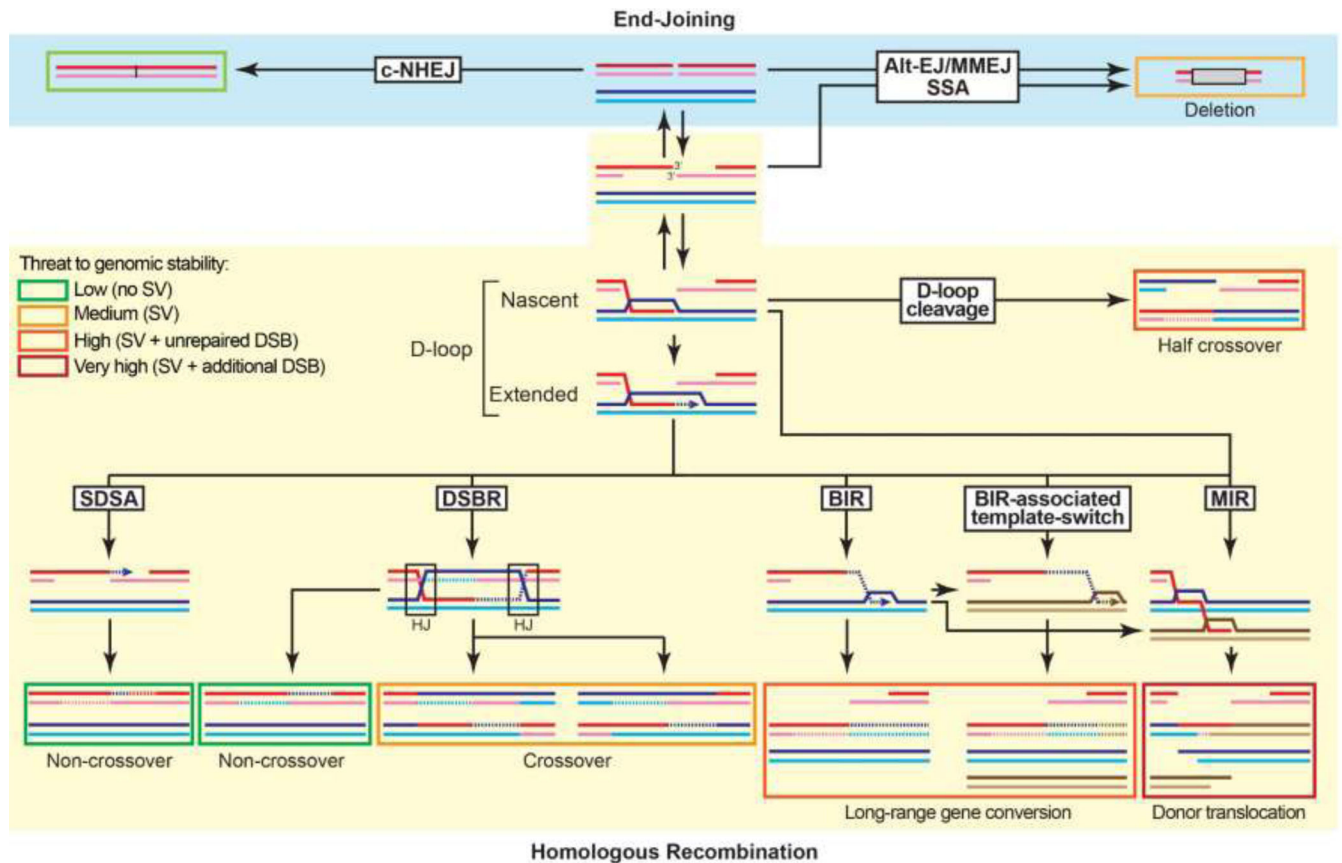 End-Joining
c-NHEJ
Alt-EJ/MMEJ
SSA
Deletion
3'
3'
Threat to genomic stability:
Low (no SV)
Medium (SV)
High (SV + unrepaired DSB)
Very high (SV + additional DSB)
D-loop
Nascent
Extended
D-loop
cleavage
Half crossover
SDSA
DSBR
BIR
BIR-associated
template-switch
MIR
HJ
HJ
Non-crossover
Non-crossover
Crossover
Long-range gene conversion
Donor translocation
Homologous Recombination